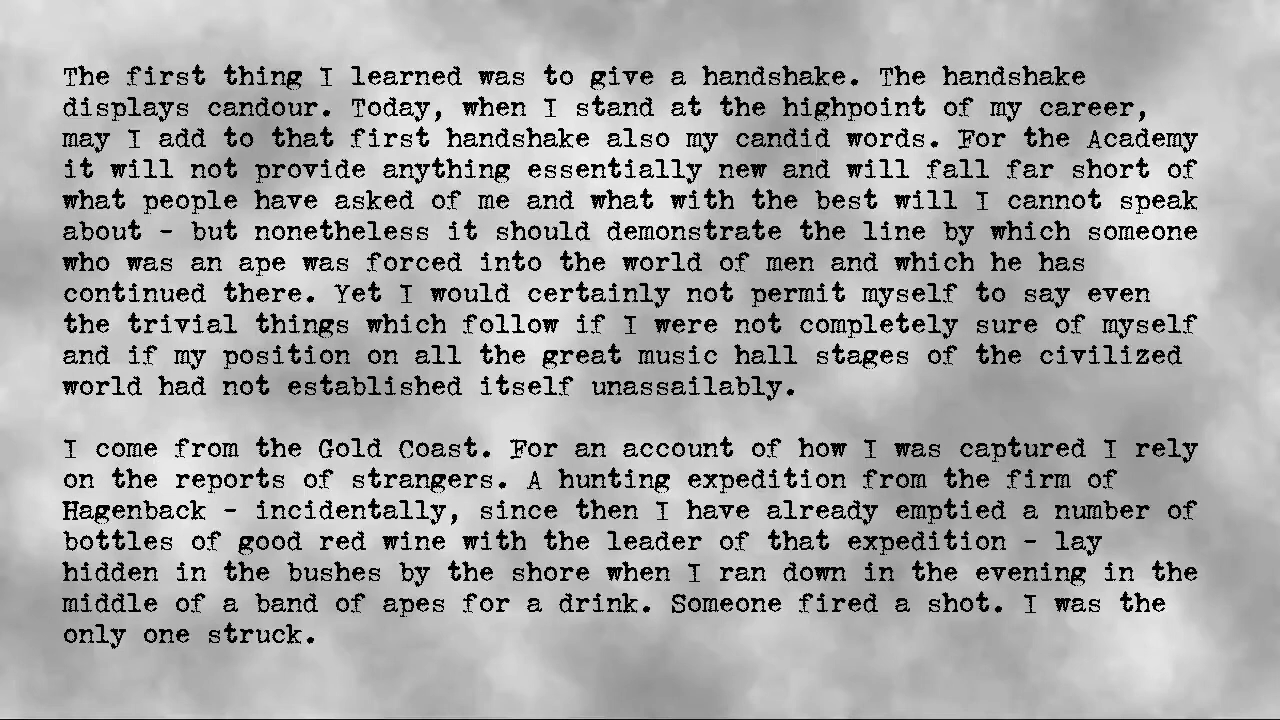 The first thing I learned was to give a handshake. The handshake
displays candour. Today, when I stand at the highpoint of my career,
may I add to that first handshake also my candid words. For the Academy
it will not provide anything essentially new and will fall far short of
what people have asked of me and what with the best will I cannot speak
about - but nonetheless it should demonstrate the line by which someone
who was an ape was forced into the world of men and which he has
continued there. Yet I would certainly not permit myself to say even
the trivial things which follow if I were not completely sure of myself
and if my position on all the great music hall stages of the civilized
world had not established itself unassailably.

I come from the Gold Coast. For an account of how I was captured I rely
on the reports of strangers. A hunting expedition from the firm of
Hagenback - incidentally, since then I have already emptied a number of
bottles of good red wine with the leader of that expedition - lay
hidden in the bushes by the shore when I ran down in the evening in the
middle of a band of apes for a drink. Someone fired a shot. I was the
only one struck.